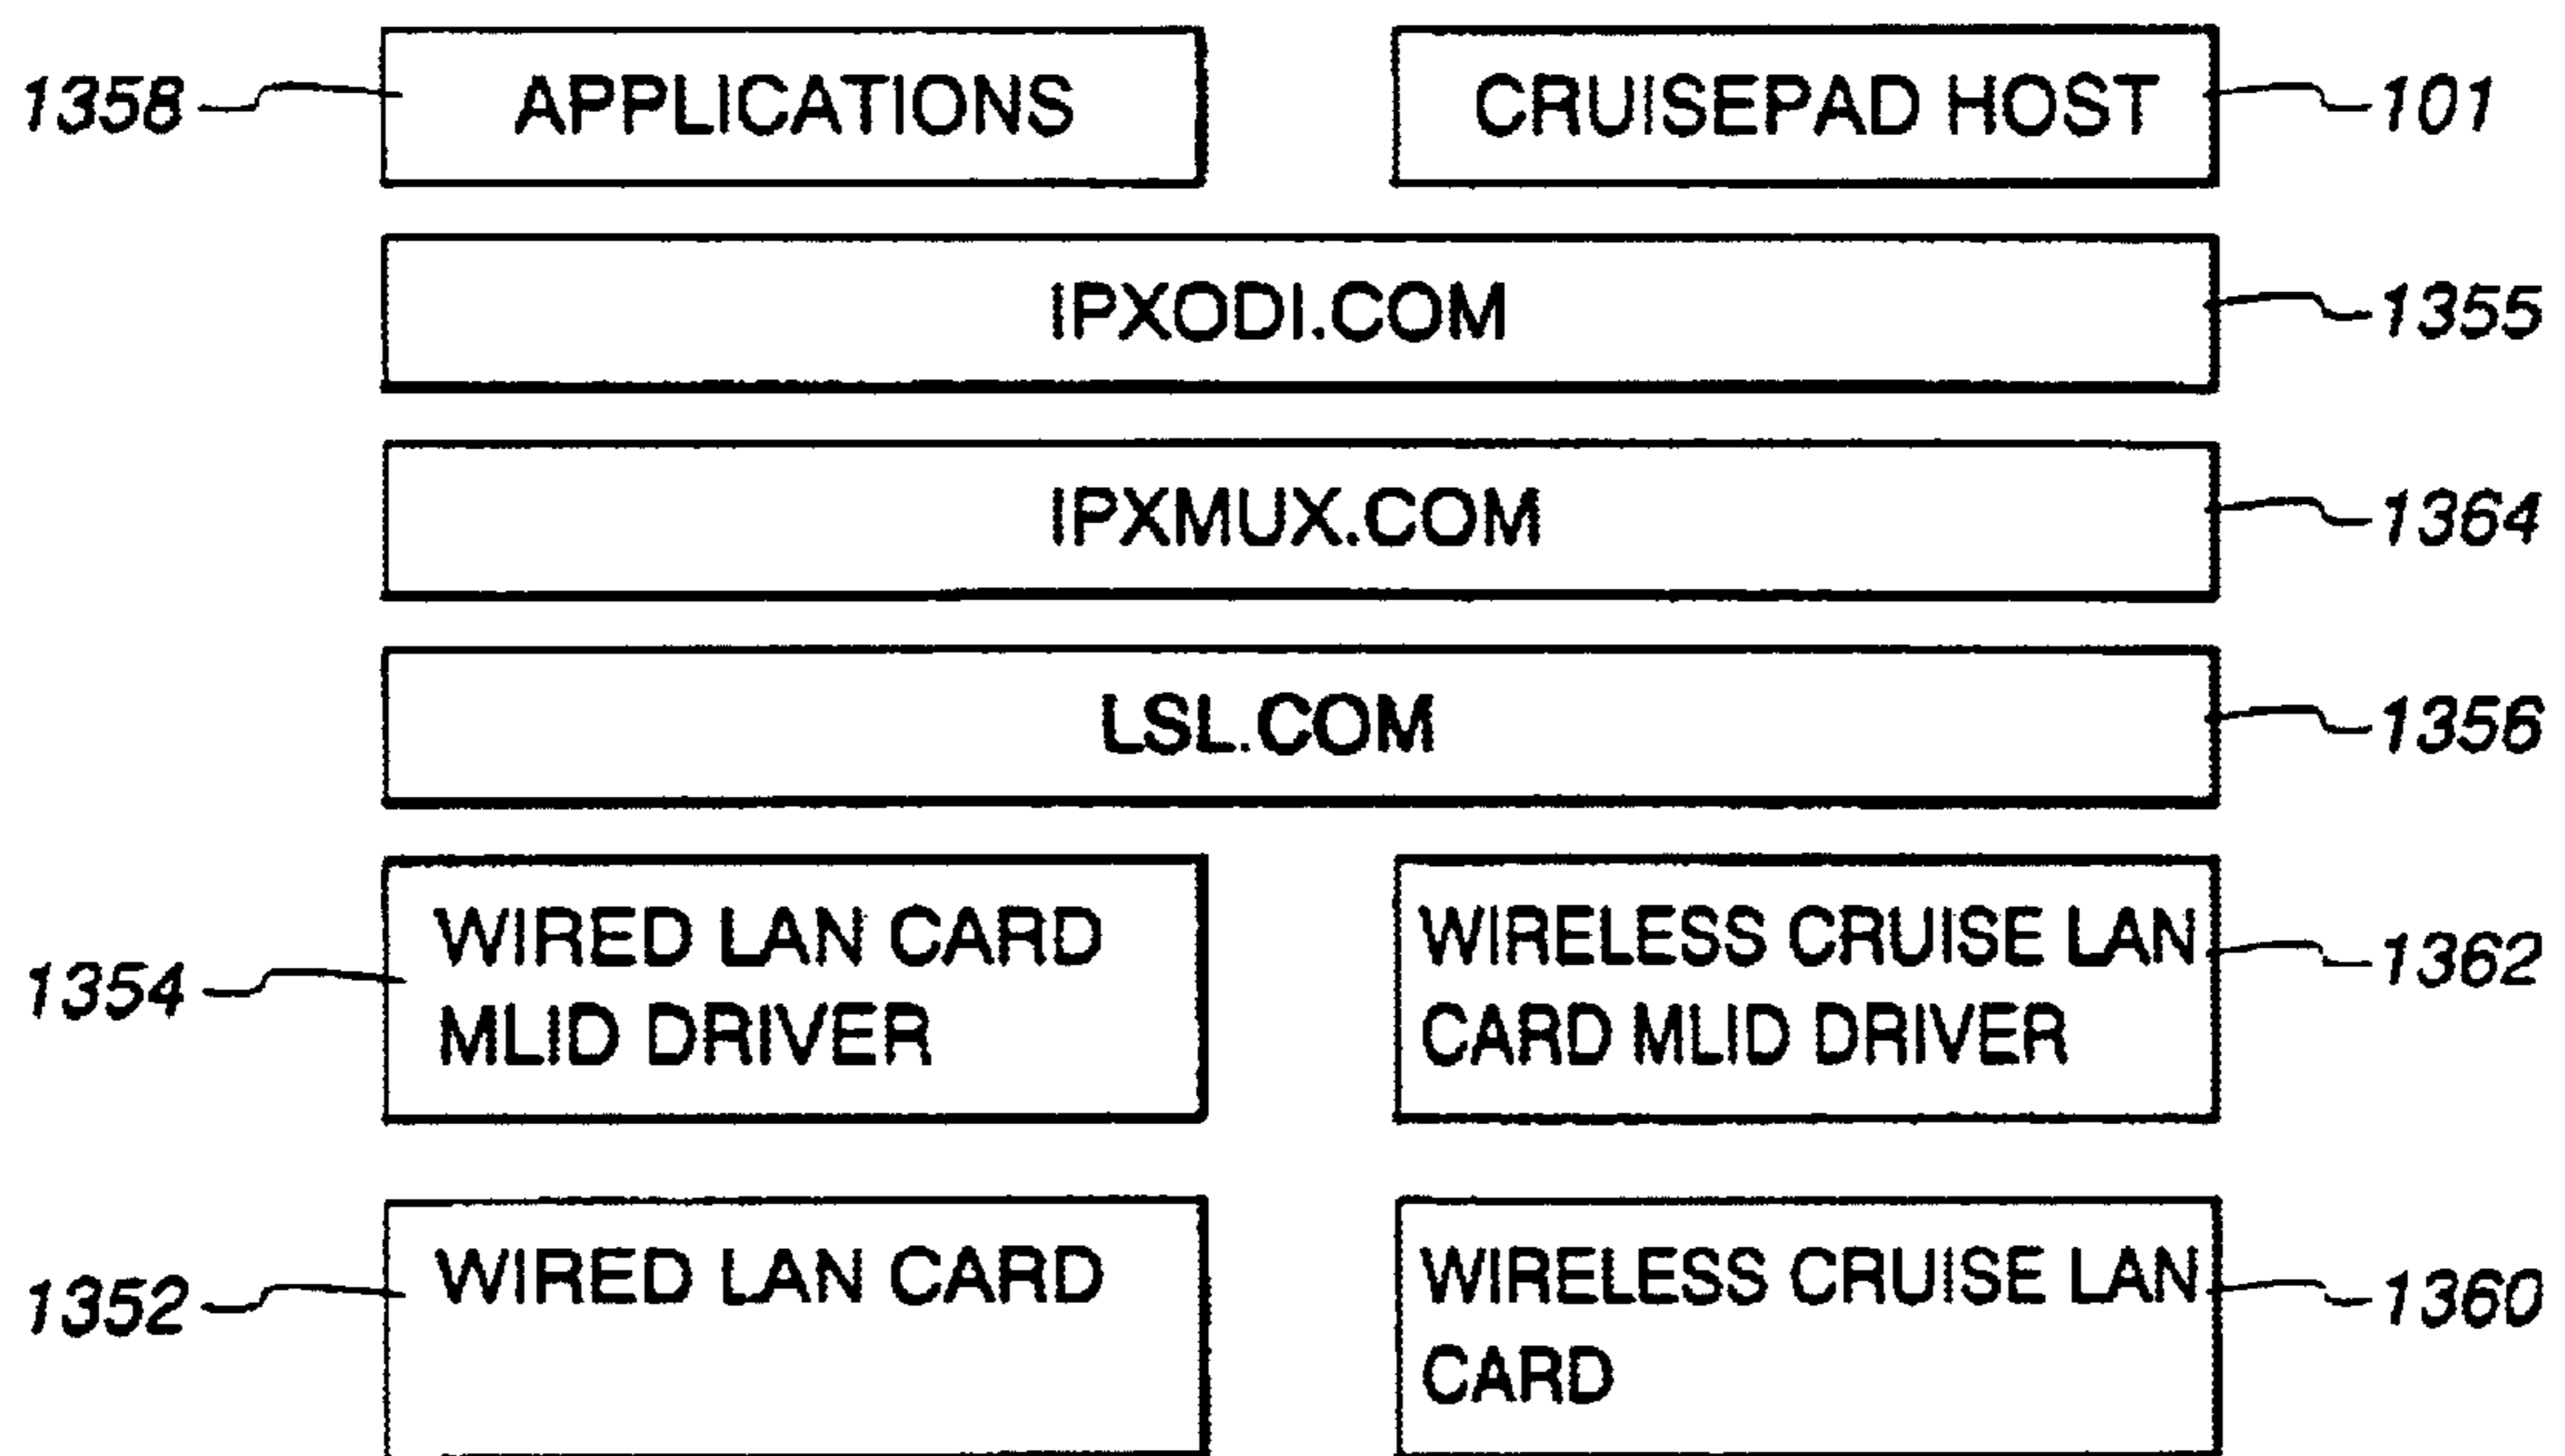 1358 APPLICATIONS CRUISEPAD HOST 101
IPXODI.COM 1355
IPXMUX.COM 1364
LSL.COM 1356
1354 WIRED LAN CARD
MLID DRIVER
WIRELESS CRUISE LAN
CARD MLID DRIVER 1362
1352 WIRED LAN CARD
WIRELESS CRUISE LAN
CARD 1360